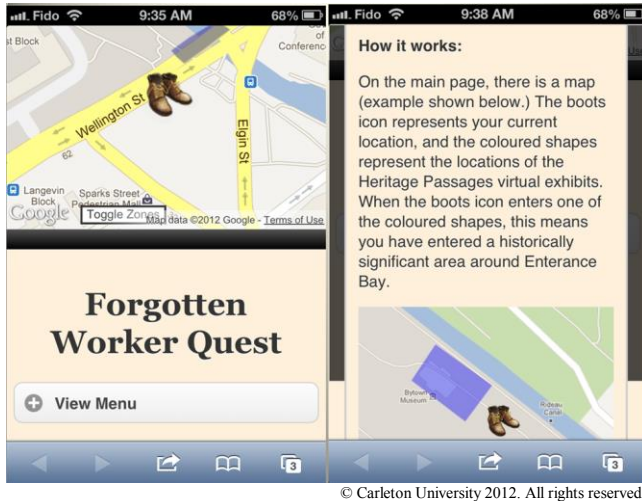 Fido 9:35 AM 68%
st Block
of
Conferenc
Wellington St
Elgin St
62
Langevin
Block
Sparks Street
Pedestrian Mall
Google
Toggle Zones
Map data ©2012 Google - Terms of Use
Forgotten
Worker Quest
View Menu
3
Fido 9:38 AM 68%
How it works:
On the main page, there is a map
(example shown below.) The boots
icon represents your current
location, and the coloured shapes
represent the locations of the
Heritage Passages virtual exhibits.
When the boots icon enters one of
the coloured shapes, this means
you have entered a historically
significant area around Enterance
Bay.
Bytown
Museum
Rideau
Canal
3
© Carleton University 2012. All rights reserved